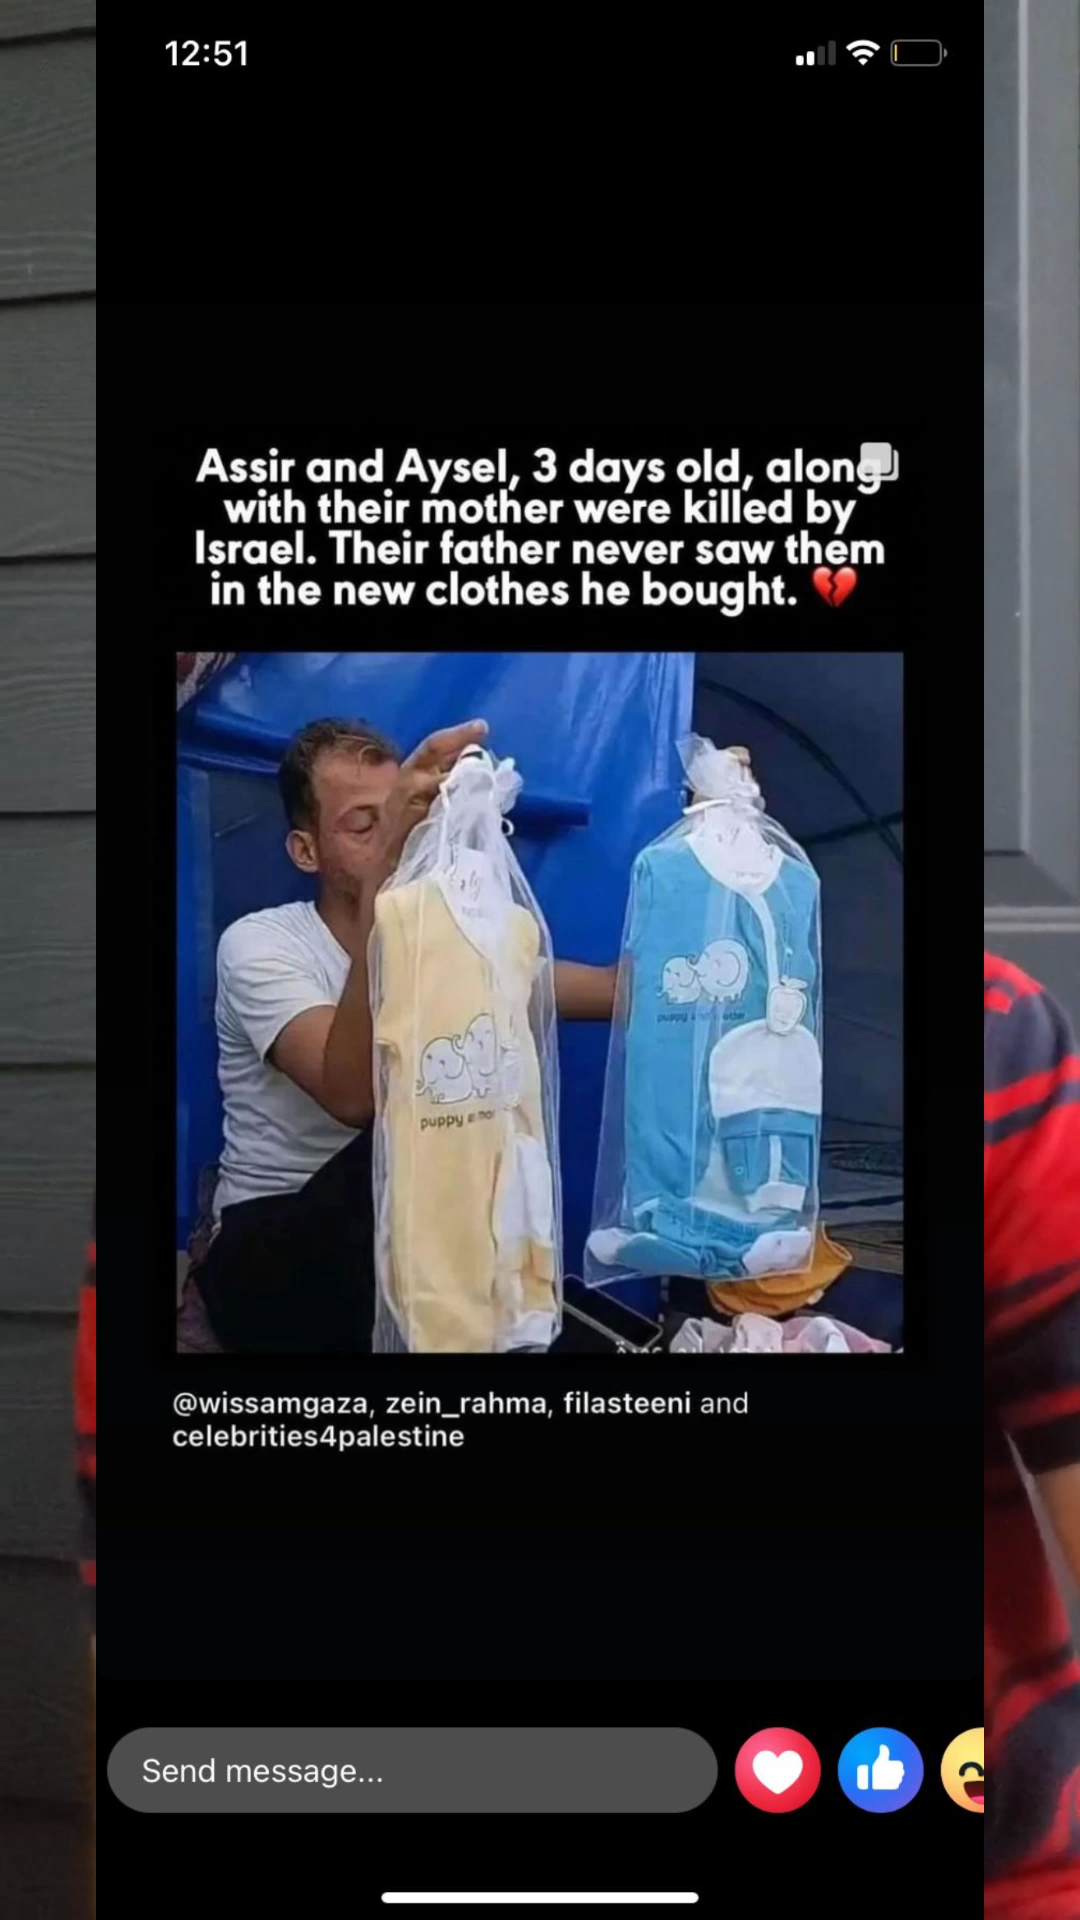 12:51
Assir and Aysel, 3 days old, along
with their mother were killed by
Israel. Their father never saw them
in the new clothes he bought. 💔
puppy
puppy
@wissamgaza, zein_rahma, filasteeni and
celebrities4palestine
Send message...